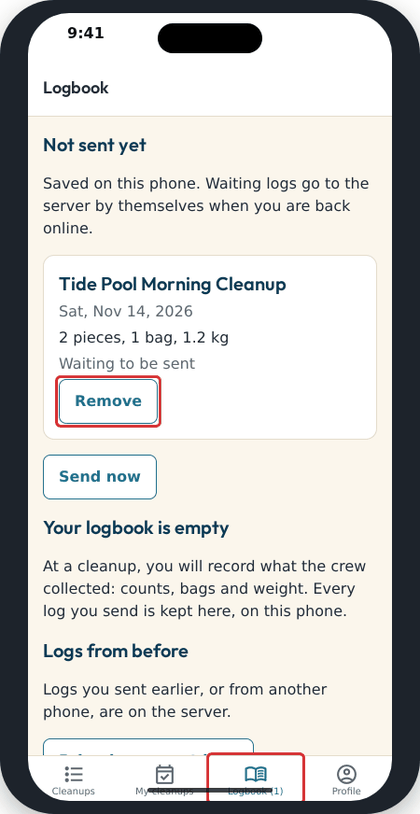 9:41
Logbook
Not sent yet
Saved on this phone. Waiting logs go to the
server by themselves when you are back
online.
Tide Pool Morning Cleanup
Sat, Nov 14, 2026
2 pieces, 1 bag, 1.2 kg
Waiting to be sent
Remove
Send now
Your logbook is empty
At a cleanup, you will record what the crew
collected: counts, bags and weight. Every
log you send is kept here, on this phone.
Logs from before
Logs you sent earlier, or from another
phone, are on the server.
Cleanups
My cleanups
Logbook (1)
Profile